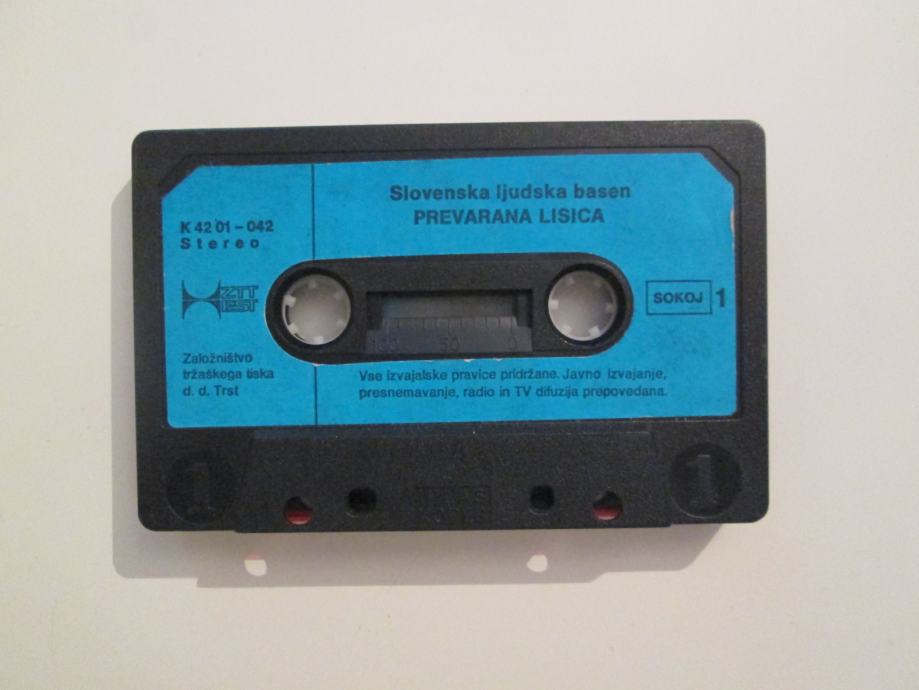 Slovenska ljudska basen
PREVARANA LISICA
K 42 01 – 042
Stereo
ZTT
EST
SOKOJ 1
100 50 0
Založništvo
tržaškega tiska
d. d. Trst
Vse izvajalske pravice pridržane. Javno izvajanje,
presnemavanje, radio in TV difuzija prepovedana.
1 1